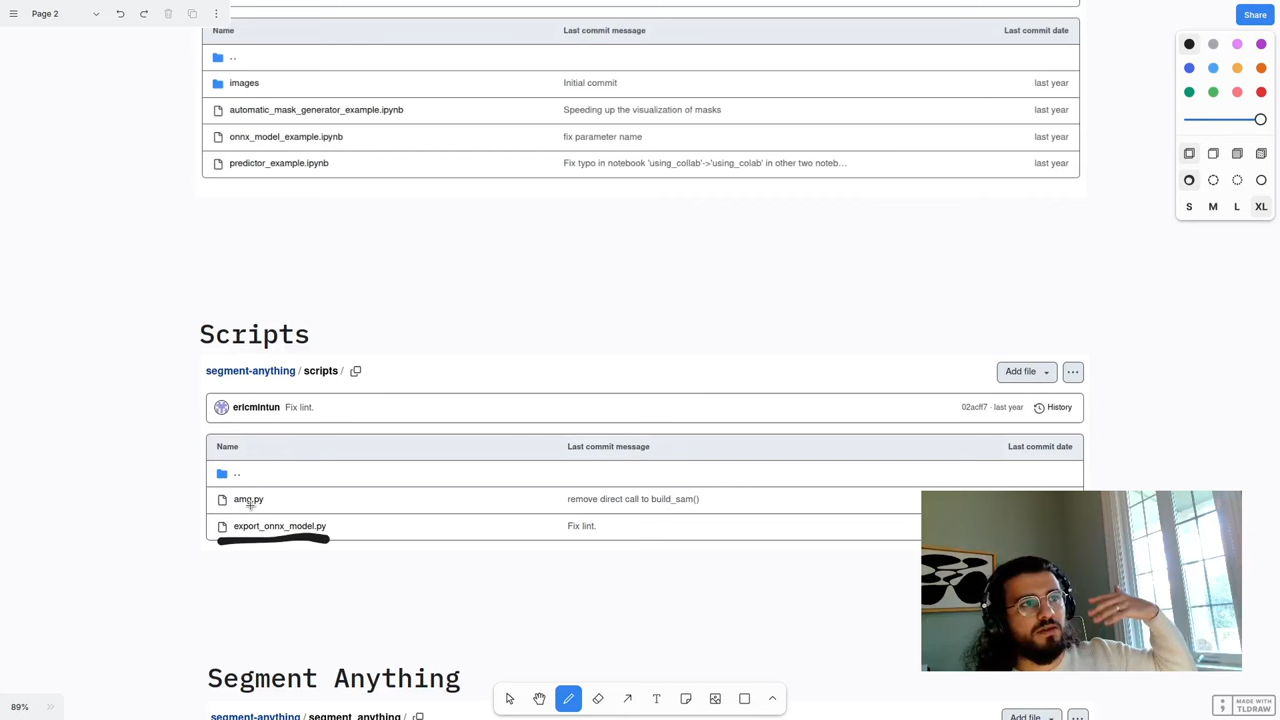 Page 2
Share
Name Last commit message Last commit date
..
images Initial commit last year
automatic_mask_generator_example.ipynb Speeding up the visualization of masks last year
onnx_model_example.ipynb fix parameter name last year
predictor_example.ipynb Fix typo in notebook 'using_collab'->'using_colab' in other two noteb… last year
S M L XL
Scripts
segment-anything / scripts / Add file
ericmintun Fix lint. 02acff7 · last year History
Name Last commit message Last commit date
..
amg.py remove direct call to build_sam()
export_onnx_model.py Fix lint.
Segment Anything
segment-anything / segment_anything / Add file
89%
MADE WITH
TLDRAW